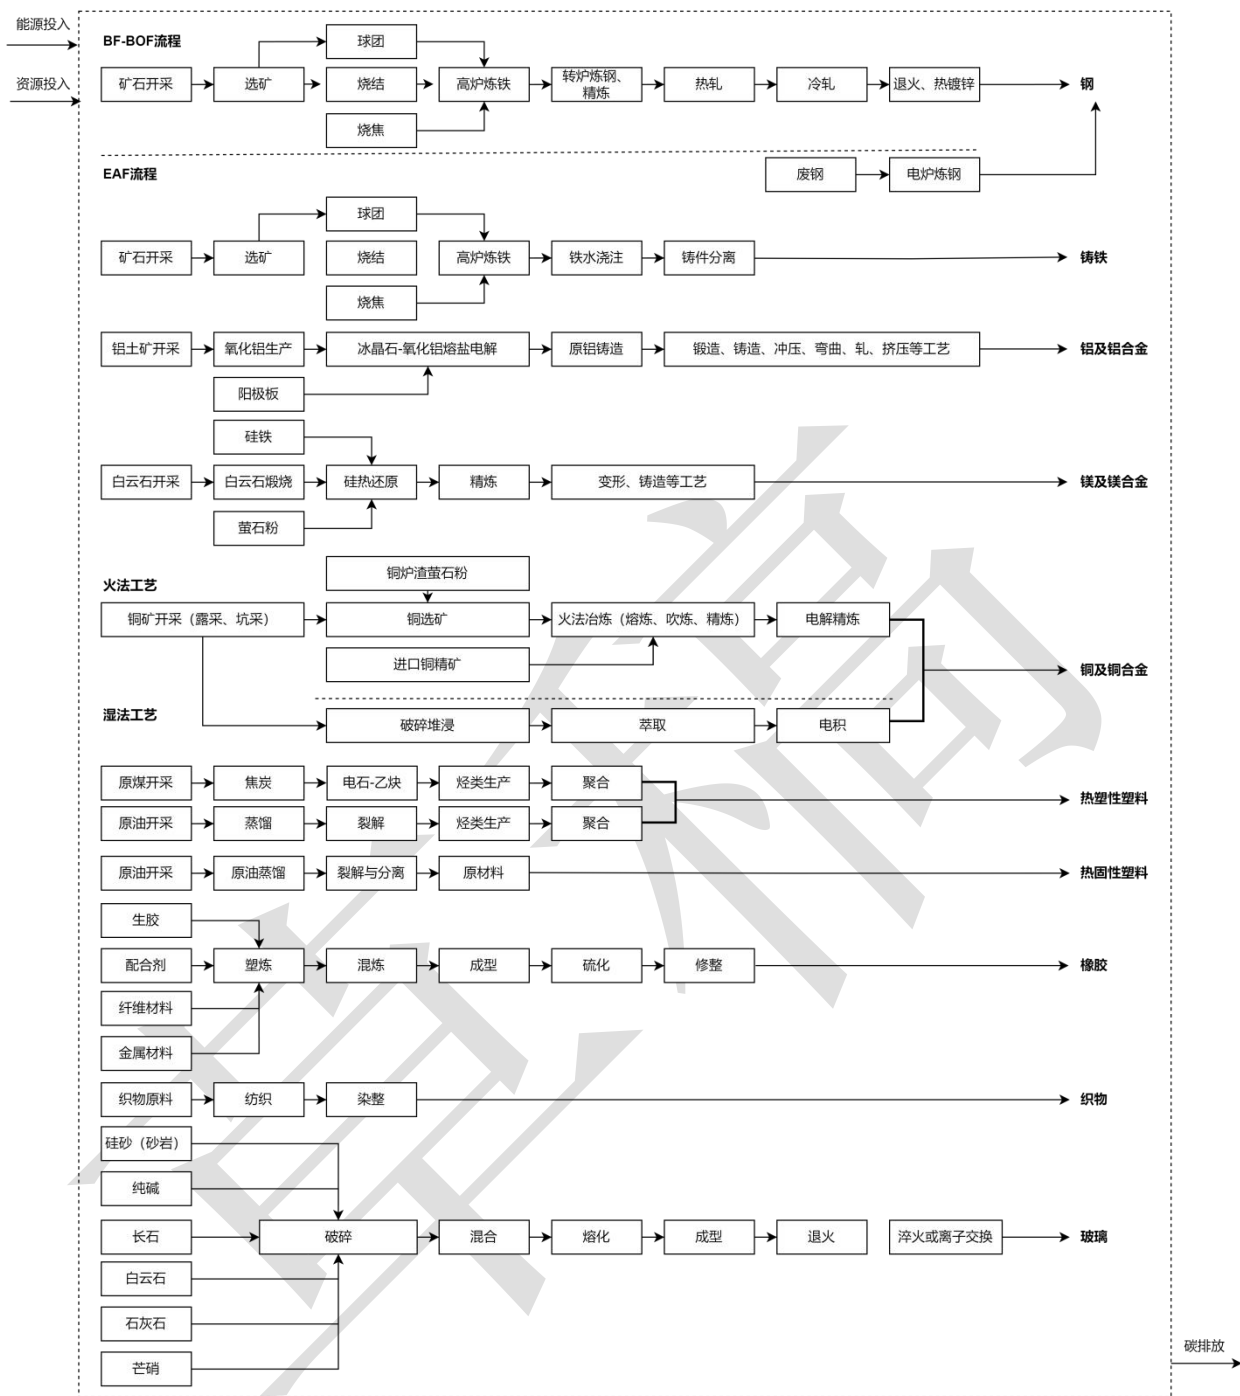 能源投入
资源投入
BF-BOF流程
球团
矿石开采 选矿 烧结 高炉炼铁 转炉炼钢、精炼 热轧 冷轧 退火、热镀锌 钢
烧焦
EAF流程
废钢 电炉炼钢
球团
矿石开采 选矿 烧结 高炉炼铁 铁水浇注 铸件分离 铸铁
烧焦
铝土矿开采 氧化铝生产 冰晶石-氧化铝熔盐电解 原铝铸造 锻造、铸造、冲压、弯曲、轧、挤压等工艺 铝及铝合金
阳极板
硅铁
白云石开采 白云石煅烧 硅热还原 精炼 变形、铸造等工艺 镁及镁合金
萤石粉
铜炉渣萤石粉
火法工艺
铜矿开采（露采、坑采） 铜选矿 火法冶炼（熔炼、吹炼、精炼） 电解精炼
进口铜精矿
铜及铜合金
湿法工艺
破碎堆浸 萃取 电积
原煤开采 焦炭 电石-乙炔 烃类生产 聚合
热塑性塑料
原油开采 蒸馏 裂解 烃类生产 聚合
原油开采 原油蒸馏 裂解与分离 原材料 热固性塑料
生胶
配合剂 塑炼 混炼 成型 硫化 修整 橡胶
纤维材料
金属材料
织物原料 纺织 染整 织物
硅砂（砂岩）
纯碱
长石 破碎 混合 熔化 成型 退火 淬火或离子交换 玻璃
白云石
石灰石
芒硝
碳排放
草稿